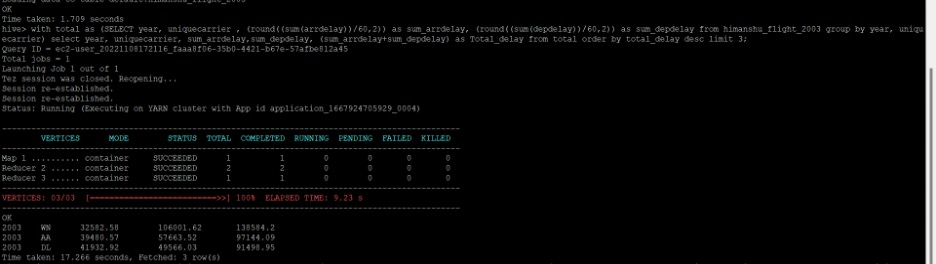 OK
Time taken: 1.709 seconds
hive> with total as (SELECT year, uniquecarrier , (round((sum(arrdelay))/60,2)) as sum_arrdelay, (round((sum(depdelay))/60,2)) as sum_depdelay from himanshu_flight_2003 group by year, uniqu
ecarrier) select year, uniquecarrier, sum_arrdelay,sum_depdelay, (sum_arrdelay+sum_depdelay) as Total_delay from total order by total_delay desc limit 3;
Query ID = ec2-user_20221108172116_faaa8f06-35b0-4421-b67e-57afbe812a45
Total jobs = 1
Launching Job 1 out of 1
Tez session was closed. Reopening...
Session re-established.
Session re-established.
Status: Running (Executing on YARN cluster with App id application_1667924705929_0004)
VERTICES MODE STATUS TOTAL COMPLETED RUNNING PENDING FAILED KILLED
Map 1 .......... container SUCCEEDED 1 1 0 0 0 0
Reducer 2 ...... container SUCCEEDED 2 2 0 0 0 0
Reducer 3 ...... container SUCCEEDED 1 1 0 0 0 0
VERTICES: 03/03 [==========================>>] 100% ELAPSED TIME: 9.23 s
OK
2003 WN 32582.58 106001.62 138584.2
2003 AA 39480.57 57663.52 97144.09
2003 DL 41932.92 49566.03 91498.95
Time taken: 17.266 seconds, Fetched: 3 row(s)